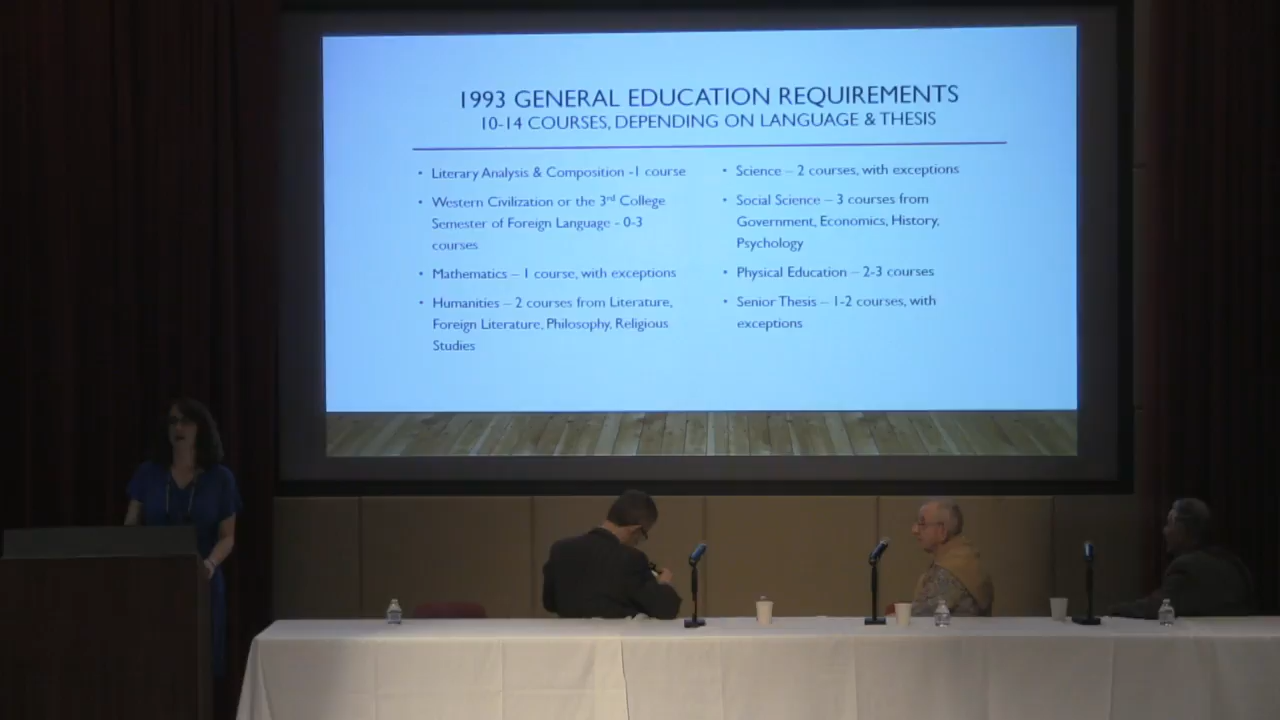 1993 GENERAL EDUCATION REQUIREMENTS
10-14 COURSES, DEPENDING ON LANGUAGE & THESIS
• Literary Analysis & Composition -1 course
• Western Civilization or the 3rd College
Semester of Foreign Language - 0-3
courses
• Mathematics – 1 course, with exceptions
• Humanities – 2 courses from Literature,
Foreign Literature, Philosophy, Religious
Studies
• Science – 2 courses, with exceptions
• Social Science – 3 courses from
Government, Economics, History,
Psychology
• Physical Education – 2-3 courses
• Senior Thesis – 1-2 courses, with
exceptions